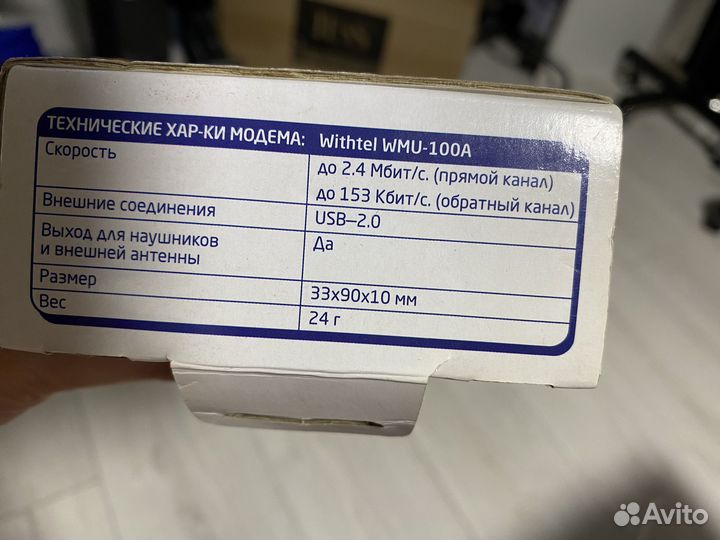 ТЕХНИЧЕСКИЕ ХАР-КИ МОДЕМА: Withtel WMU-100A
Скорость
до 2.4 Мбит/с. (прямой канал)
до 153 Кбит/с. (обратный канал)
Внешние соединения
USB–2.0
Выход для наушников
и внешней антенны
Да
Размер
33x90x10 мм
Вес
24 г
Avito